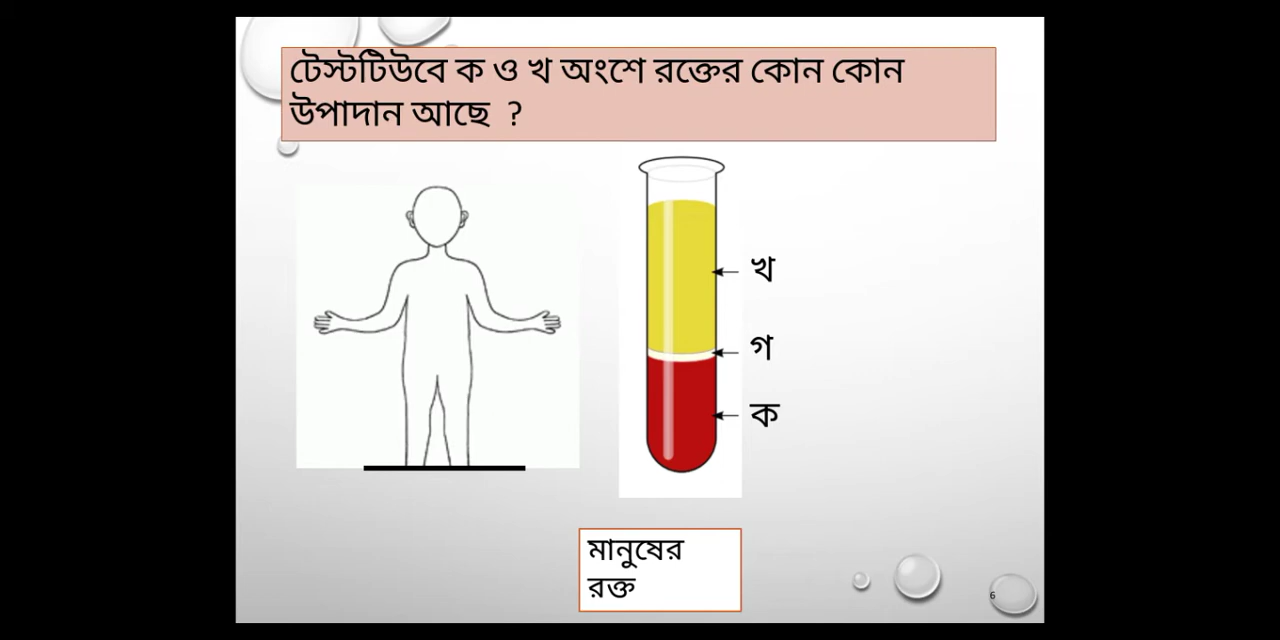 টেস্টটিউবে ক ও খ অংশে রক্তের কোন কোন
উপাদান আছে ?
খ
গ
ক
মানুষের
রক্ত
6